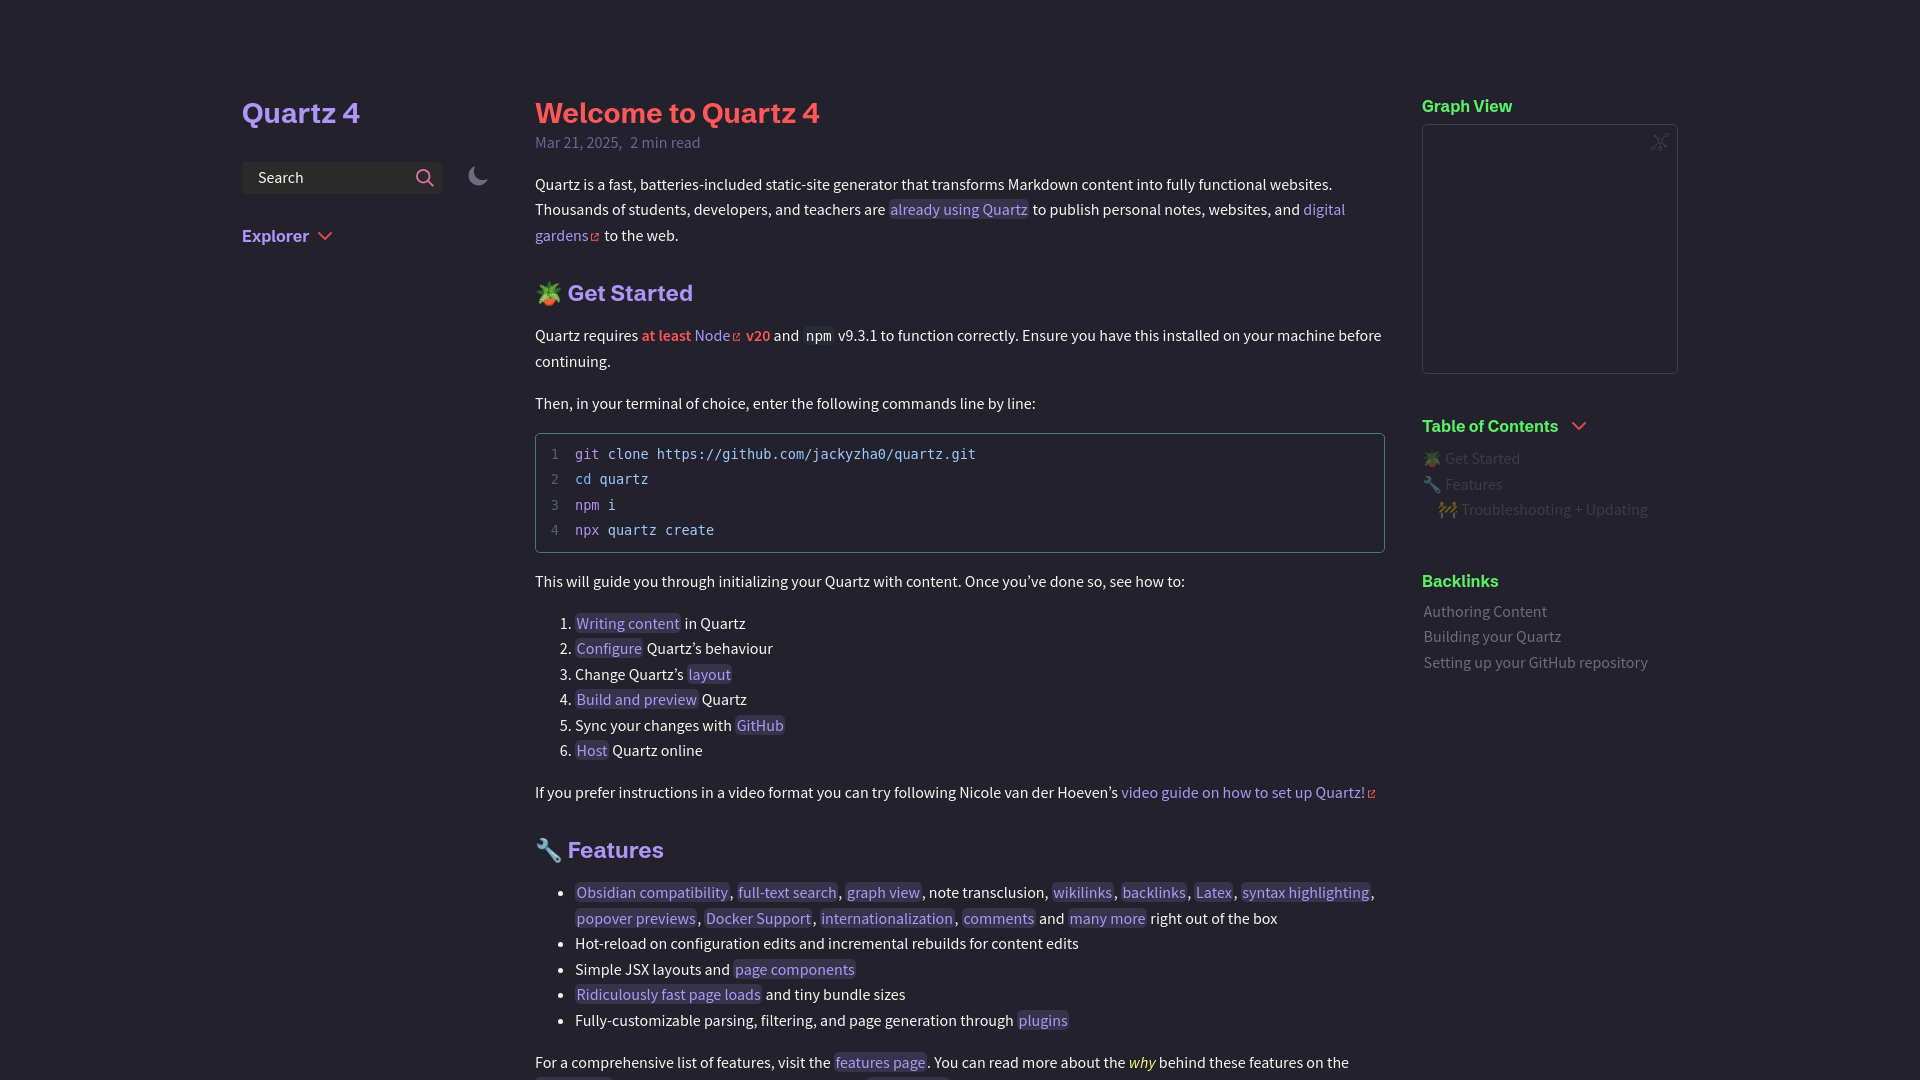 Quartz 4
Search
Explorer
Welcome to Quartz 4
Mar 21, 2025, 2 min read
Quartz is a fast, batteries-included static-site generator that transforms Markdown content into fully functional websites.
Thousands of students, developers, and teachers are already using Quartz to publish personal notes, websites, and digital
gardens to the web.
🪴 Get Started
Quartz requires at least Node v20 and npm v9.3.1 to function correctly. Ensure you have this installed on your machine before
continuing.
Then, in your terminal of choice, enter the following commands line by line:
1 git clone https://github.com/jackyzha0/quartz.git
2 cd quartz
3 npm i
4 npx quartz create
This will guide you through initializing your Quartz with content. Once you’ve done so, see how to:
1. Writing content in Quartz
2. Configure Quartz’s behaviour
3. Change Quartz’s layout
4. Build and preview Quartz
5. Sync your changes with GitHub
6. Host Quartz online
If you prefer instructions in a video format you can try following Nicole van der Hoeven’s video guide on how to set up Quartz!
🔧 Features
• Obsidian compatibility, full-text search, graph view, note transclusion, wikilinks, backlinks, Latex, syntax highlighting,
popover previews, Docker Support, internationalization, comments and many more right out of the box
• Hot-reload on configuration edits and incremental rebuilds for content edits
• Simple JSX layouts and page components
• Ridiculously fast page loads and tiny bundle sizes
• Fully-customizable parsing, filtering, and page generation through plugins
For a comprehensive list of features, visit the features page. You can read more about the why behind these features on the
Graph View
Table of Contents
🪴 Get Started
🔧 Features
🚧 Troubleshooting + Updating
Backlinks
Authoring Content
Building your Quartz
Setting up your GitHub repository